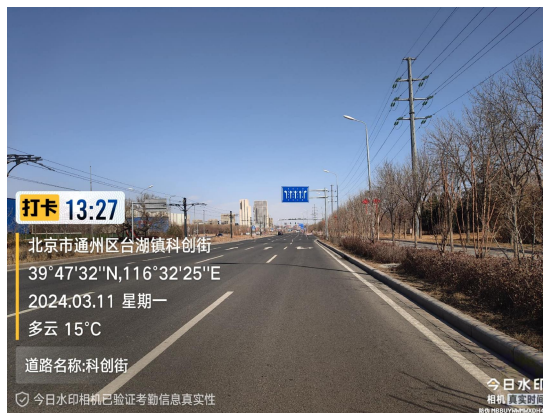 打卡 13:27
北京市通州区台湖镇科创街
39°47'32"N,116°32'25"E
2024.03.11 星期一
多云 15°C
道路名称:科创街
今日水印相机已验证考勤信息真实性
今日水印
相机 真实时间